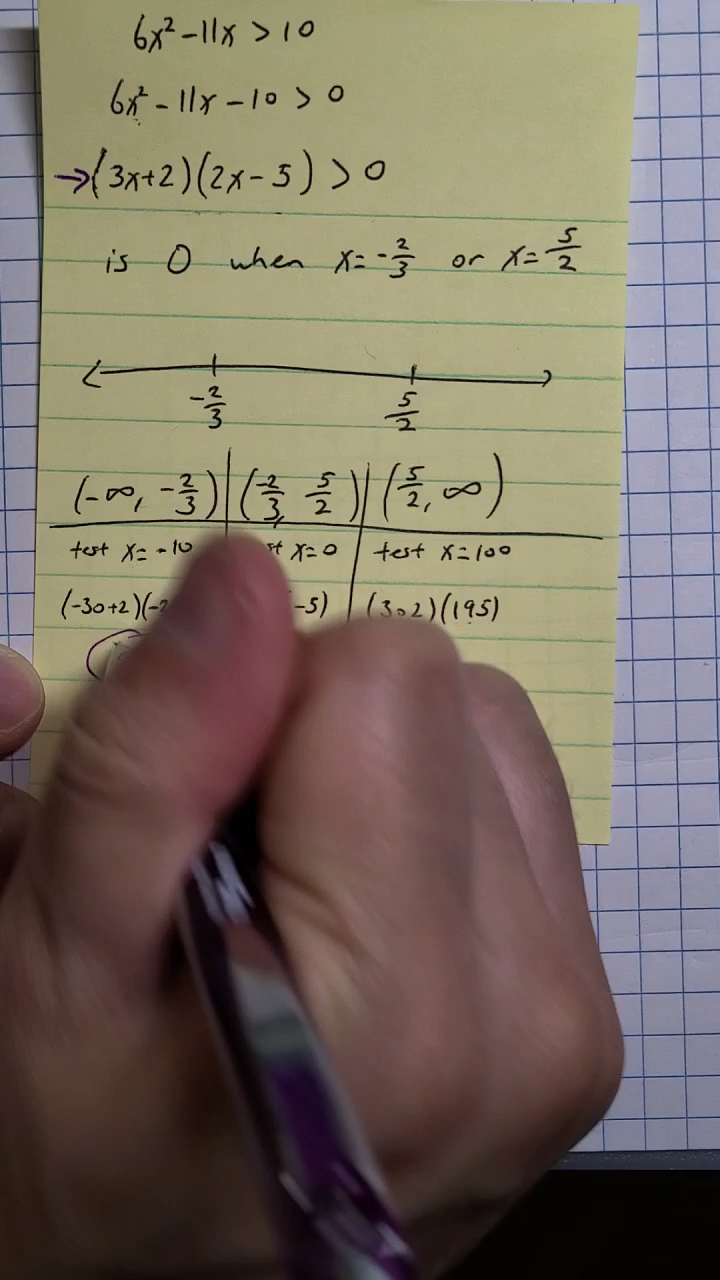 6x² - 11x > 10
6x² - 11x - 10 > 0
→(3x+2)(2x-5) > 0
is 0 when x = -2/3 or x = 5/2
-2/3 5/2
(-∞, -2/3) | (-2/3, 5/2) | (5/2, ∞)
test x = -10 x=0 test x=100
(-30+2)(-2 -5) (302)(195)